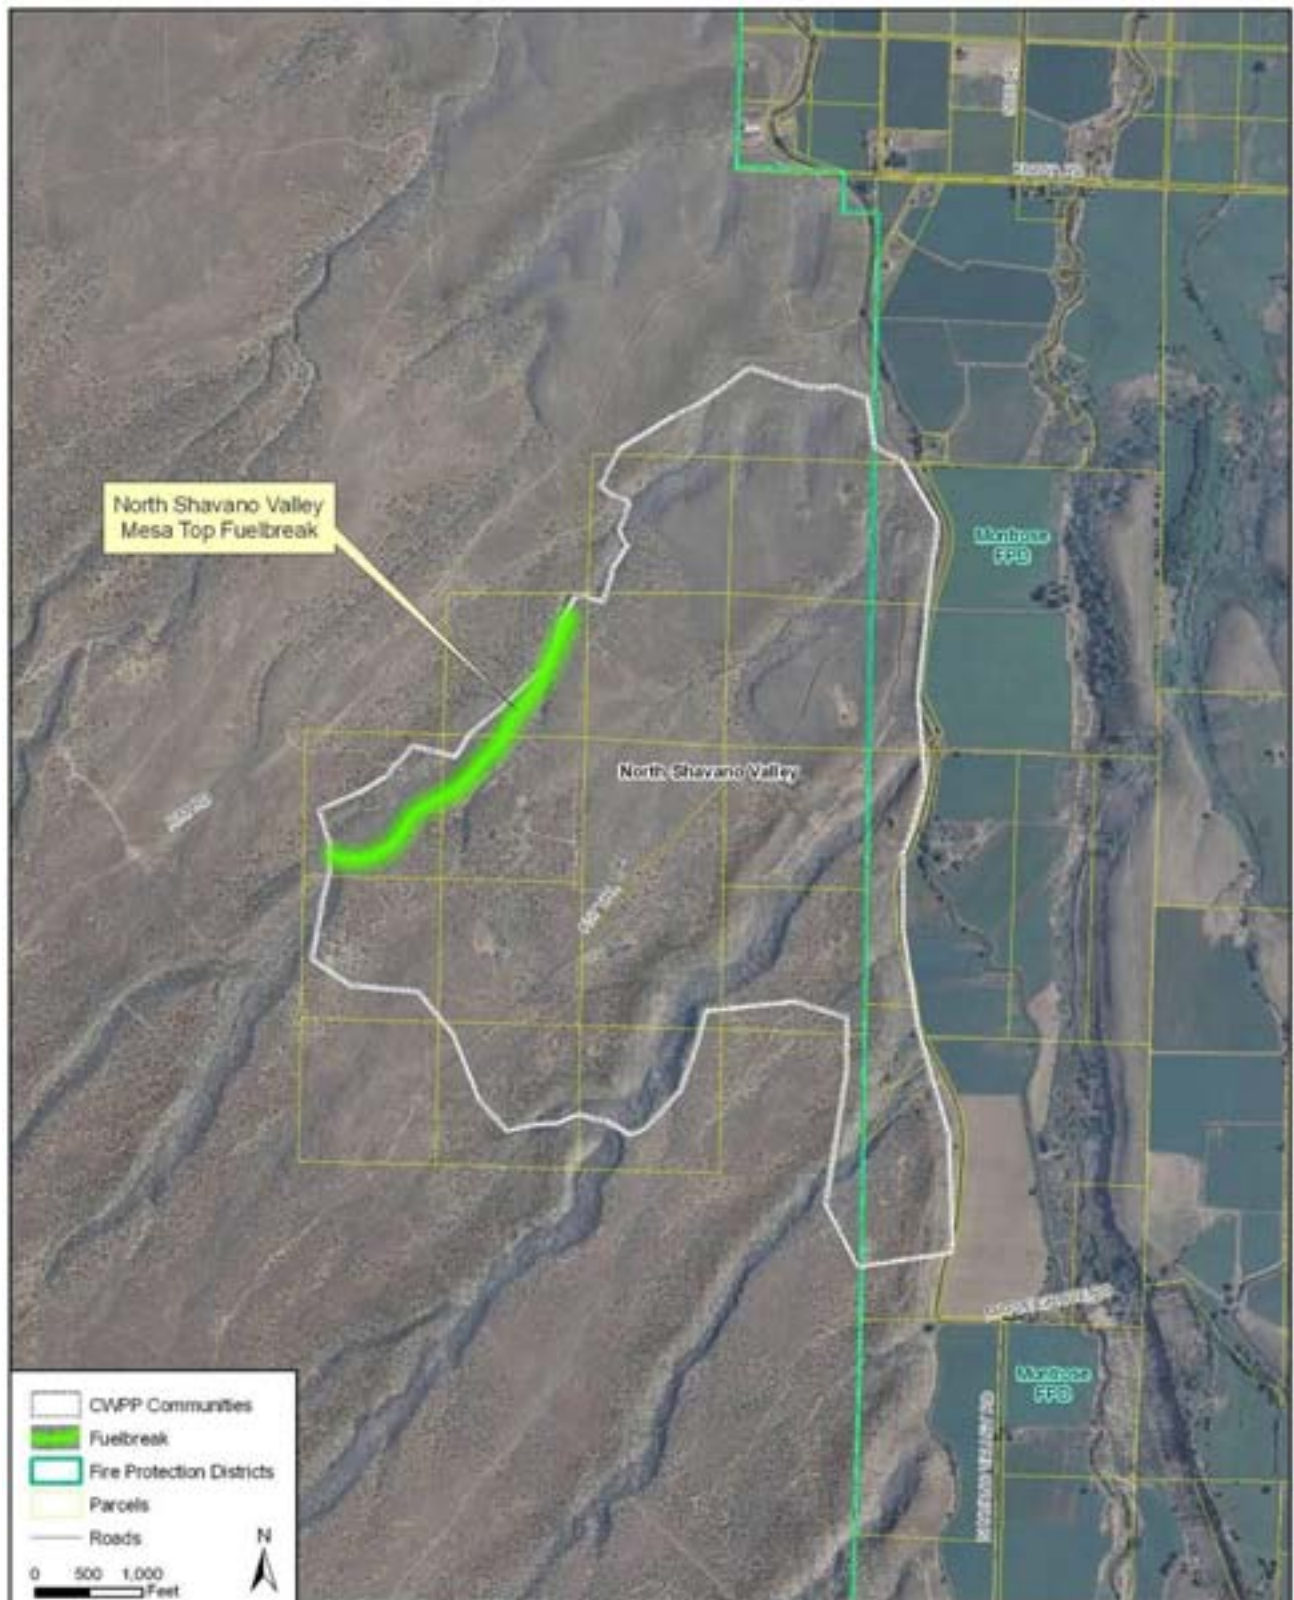 North Shavano Valley
Mesa Top Fuelbreak
Montrose
FPD
North Shavano Valley
Montrose
FPD
CWPP Communities
Fuelbreak
Fire Protection Districts
Parcels
Roads
N
0 500 1,000
Feet